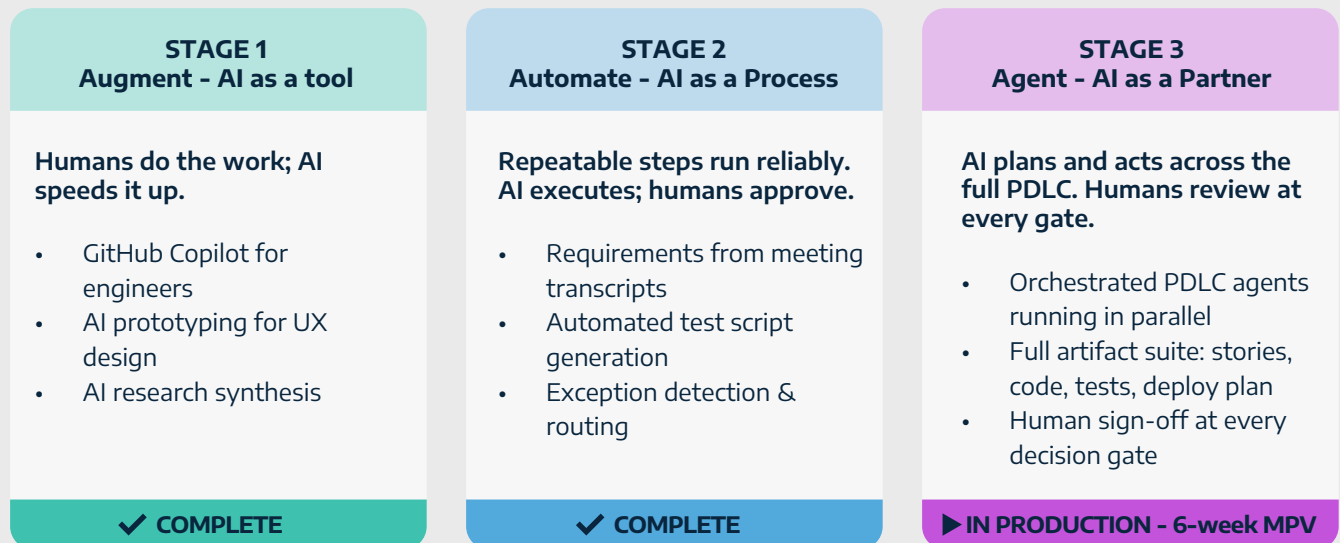 STAGE 1
Augment - AI as a tool
Humans do the work; AI
speeds it up.
• GitHub Copilot for
engineers
• AI prototyping for UX
design
• AI research synthesis
✔ COMPLETE
STAGE 2
Automate - AI as a Process
Repeatable steps run reliably.
AI executes; humans approve.
• Requirements from meeting
transcripts
• Automated test script
generation
• Exception detection &
routing
✔ COMPLETE
STAGE 3
Agent - AI as a Partner
AI plans and acts across the
full PDLC. Humans review at
every gate.
• Orchestrated PDLC agents
running in parallel
• Full artifact suite: stories,
code, tests, deploy plan
• Human sign-off at every
decision gate
▶ IN PRODUCTION - 6-week MPV